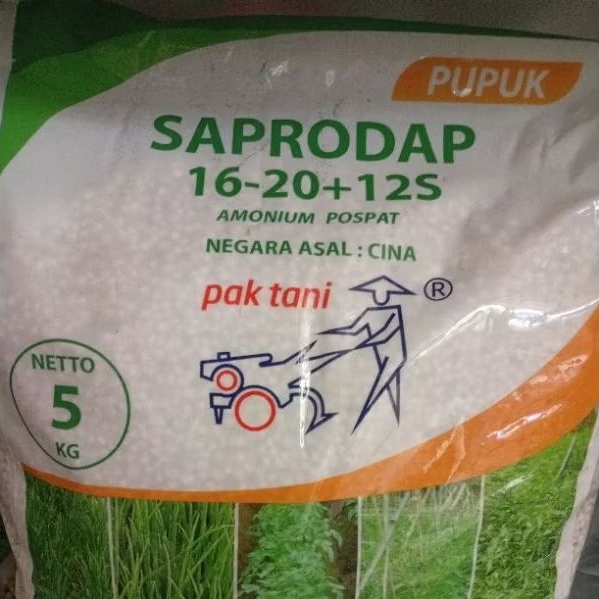 PUPUK
SAPRODAP
16-20+12S
AMONIUM POSPAT
NEGARA ASAL : CINA
pak tani ®
NETTO
5
KG